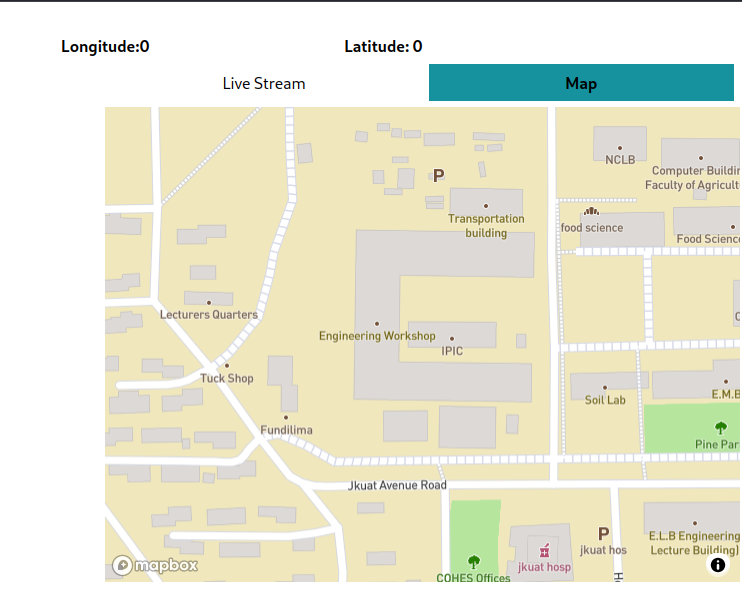 Longitude:0
Latitude: 0
Live Stream
Map
NCLB
Computer Buildin
Faculty of Agricult
P
Transportation
building
food science
Food Science
Lecturers Quarters
Engineering Workshop
IPIC
Tuck Shop
Soil Lab
E.M.B
Fundilima
Pine Par
Jkuat Avenue Road
P
jkuat hos
E.L.B Engineering
Lecture Building)
jkuat hosp
COHES Offices
mapbox
i